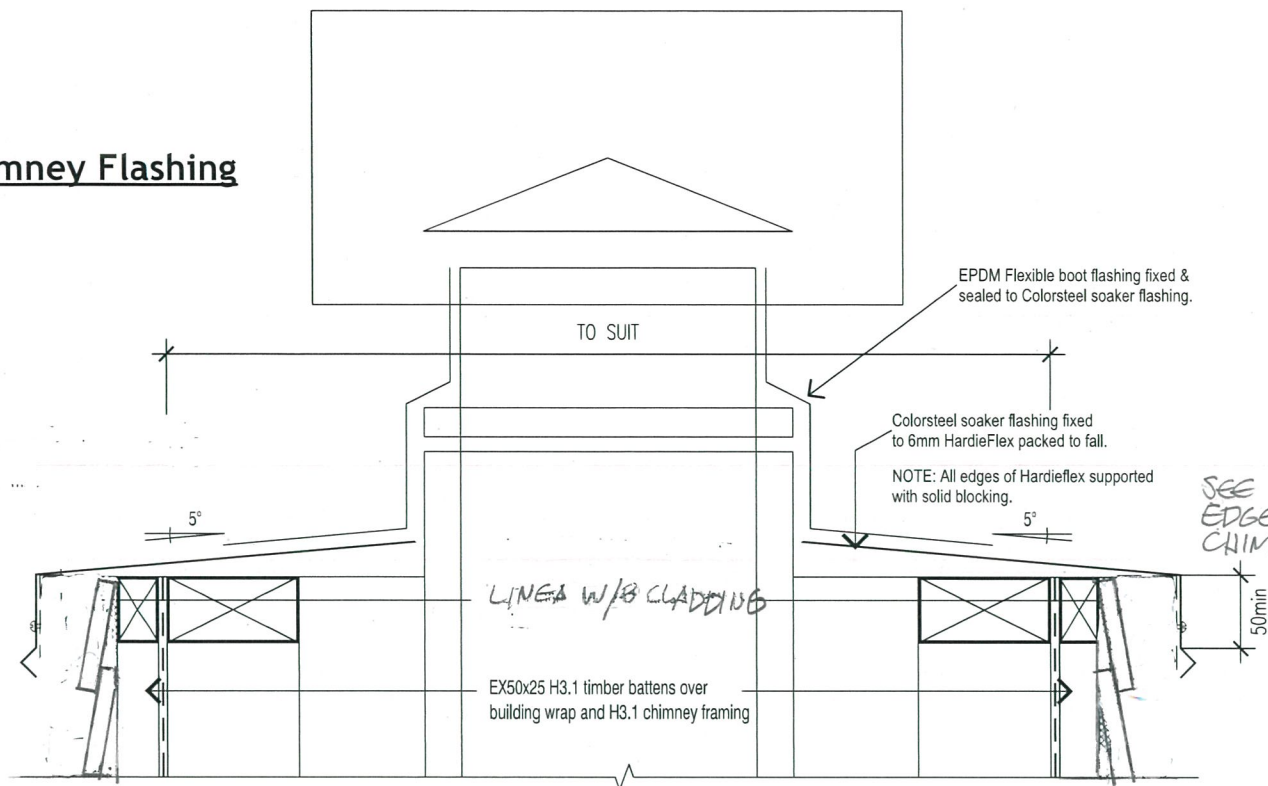 mney Flashing
EPDM Flexible boot flashing fixed &
sealed to Colorsteel soaker flashing.
TO SUIT
Colorsteel soaker flashing fixed
to 6mm HardieFlex packed to fall.
NOTE: All edges of Hardieflex supported
with solid blocking.
SEE
EDGE
CHIM
5°
5°
50min
LINEA W/B CLADDING
EX50x25 H3.1 timber battens over
building wrap and H3.1 chimney framing